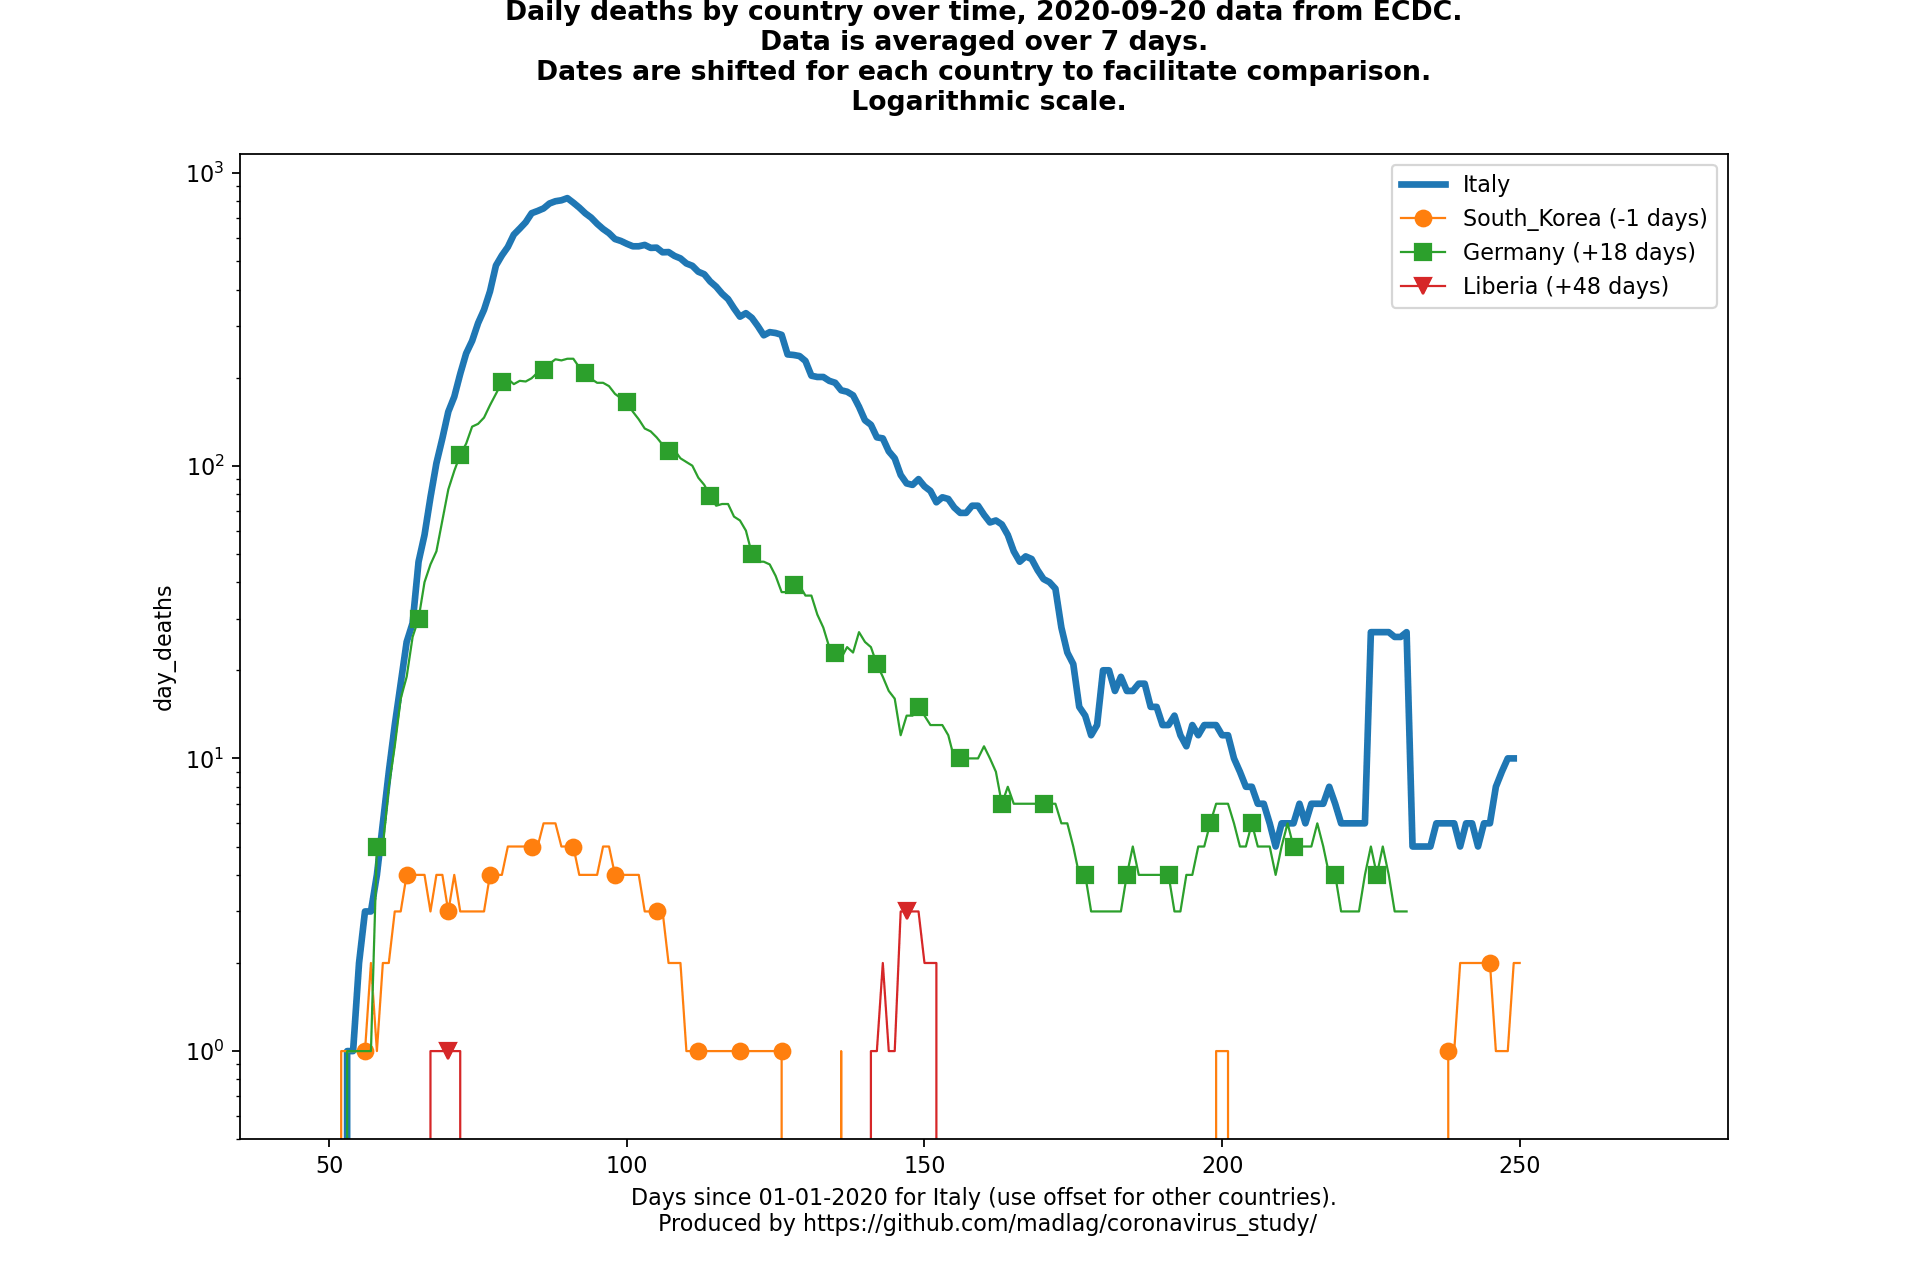 Daily deaths by country over time, 2020-09-20 data from ECDC.
Data is averaged over 7 days.
Dates are shifted for each country to facilitate comparison.
Logarithmic scale.
10³
10²
10¹
10⁰
day_deaths
Italy
South_Korea (-1 days)
Germany (+18 days)
Liberia (+48 days)
50 100 150 200 250
Days since 01-01-2020 for Italy (use offset for other countries).
Produced by https://github.com/madlag/coronavirus_study/